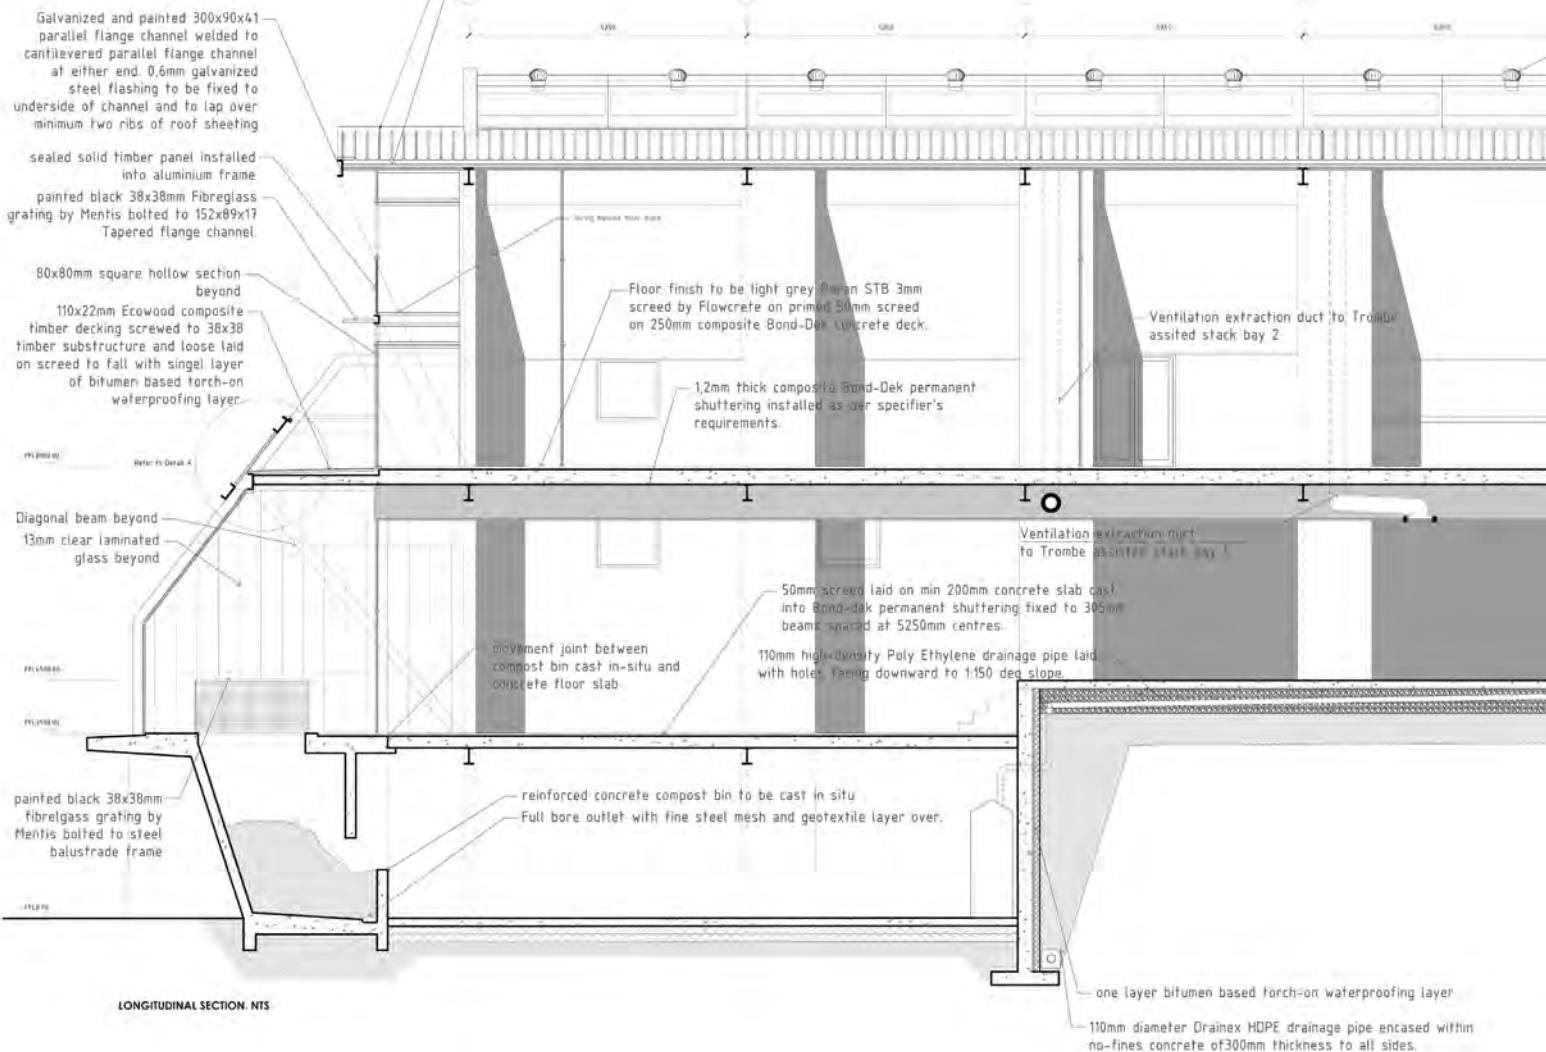 Galvanized and painted 300x90x41
parallel flange channel welded to
cantilevered parallel flange channel
at either end. 0,6mm galvanized
steel flashing to be fixed to
underside of channel and to lap over
minimum two ribs of roof sheeting
sealed solid timber panel installed
into aluminium frame
painted black 38x38mm Fibreglass
grating by Mentis bolted to 152x89x17
Tapered flange channel.
80x80mm square hollow section
beyond.
110x22mm Ecowood composite
timber decking screwed to 38x38
timber substructure and loose laid
on screed to fall with singel layer
of bitumen based torch-on
waterproofing layer.
Refer to Detail A
Diagonal beam beyond
13mm clear laminated
glass beyond
painted black 38x38mm
fibrelgass grating by
Mentis bolted to steel
balustrade frame
Floor finish to be light grey STB 3mm
screed by Flowcrete on primed 50mm screed
on 250mm composite Bond-Dek concrete deck.
1,2mm thick composite Bond-Dek permanent
shuttering installed as per specifier's
requirements.
Ventilation extraction duct to Trombe
assited stack bay 2
Ventilation extraction duct
to Trombe assisted stack bay
50mm screed laid on min 200mm concrete slab cast
into Bond-dek permanent shuttering fixed to 305mm
beams spaced at 5250mm centres.
movement joint between
compost bin cast in-situ and
concrete floor slab
110mm high-density Poly Ethylene drainage pipe laid
with holes facing downward to 1:150 deg slope.
reinforced concrete compost bin to be cast in situ
Full bore outlet with fine steel mesh and geotextile layer over.
LONGITUDINAL SECTION. NTS
one layer bitumen based torch-on waterproofing layer
110mm diameter Drainex HDPE drainage pipe encased within
no-fines concrete of300mm thickness to all sides.